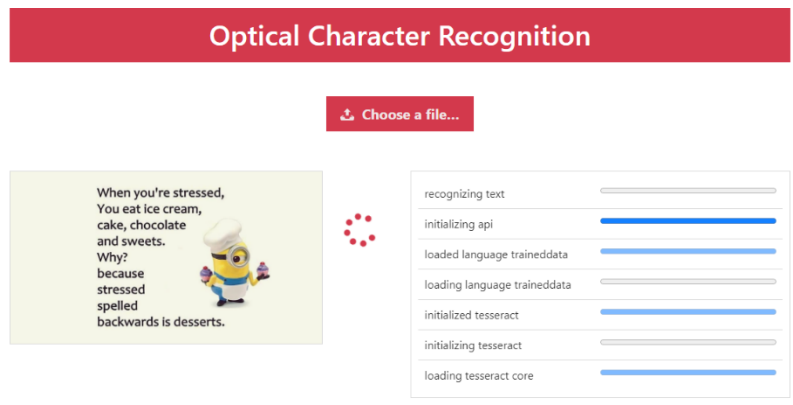 Optical Character Recognition
Choose a file...
When you're stressed,
You eat ice cream,
cake, chocolate
and sweets.
Why?
because
stressed
spelled
backwards is desserts.
recognizing text
initializing api
loaded language traineddata
loading language traineddata
initialized tesseract
initializing tesseract
loading tesseract core